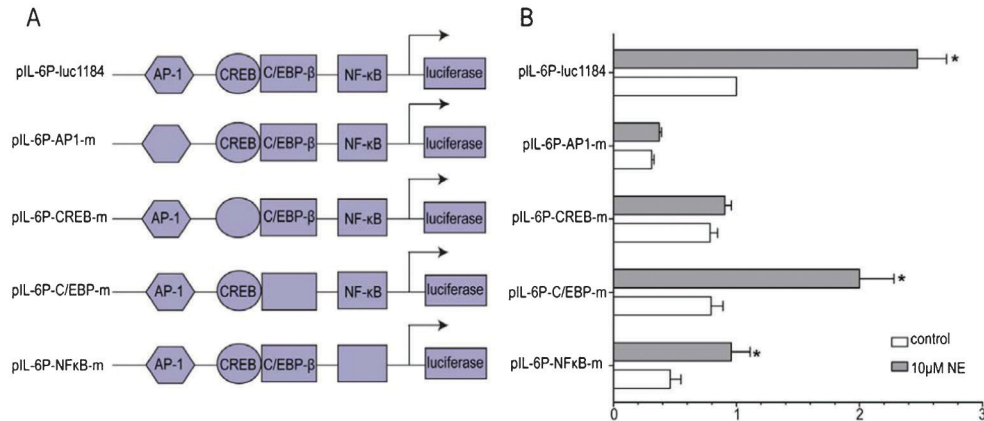 A
pIL-6P-luc1184 AP-1 CREB C/EBP-β NF-κB luciferase
pIL-6P-AP1-m CREB C/EBP-β NF-κB luciferase
pIL-6P-CREB-m AP-1 C/EBP-β NF-κB luciferase
pIL-6P-C/EBP-m AP-1 CREB NF-κB luciferase
pIL-6P-NFκB-m AP-1 CREB C/EBP-β luciferase
B
pIL-6P-luc1184 *
pIL-6P-AP1-m
pIL-6P-CREB-m
pIL-6P-C/EBP-m *
pIL-6P-NFκB-m *
control
10μM NE
0 1 2 3